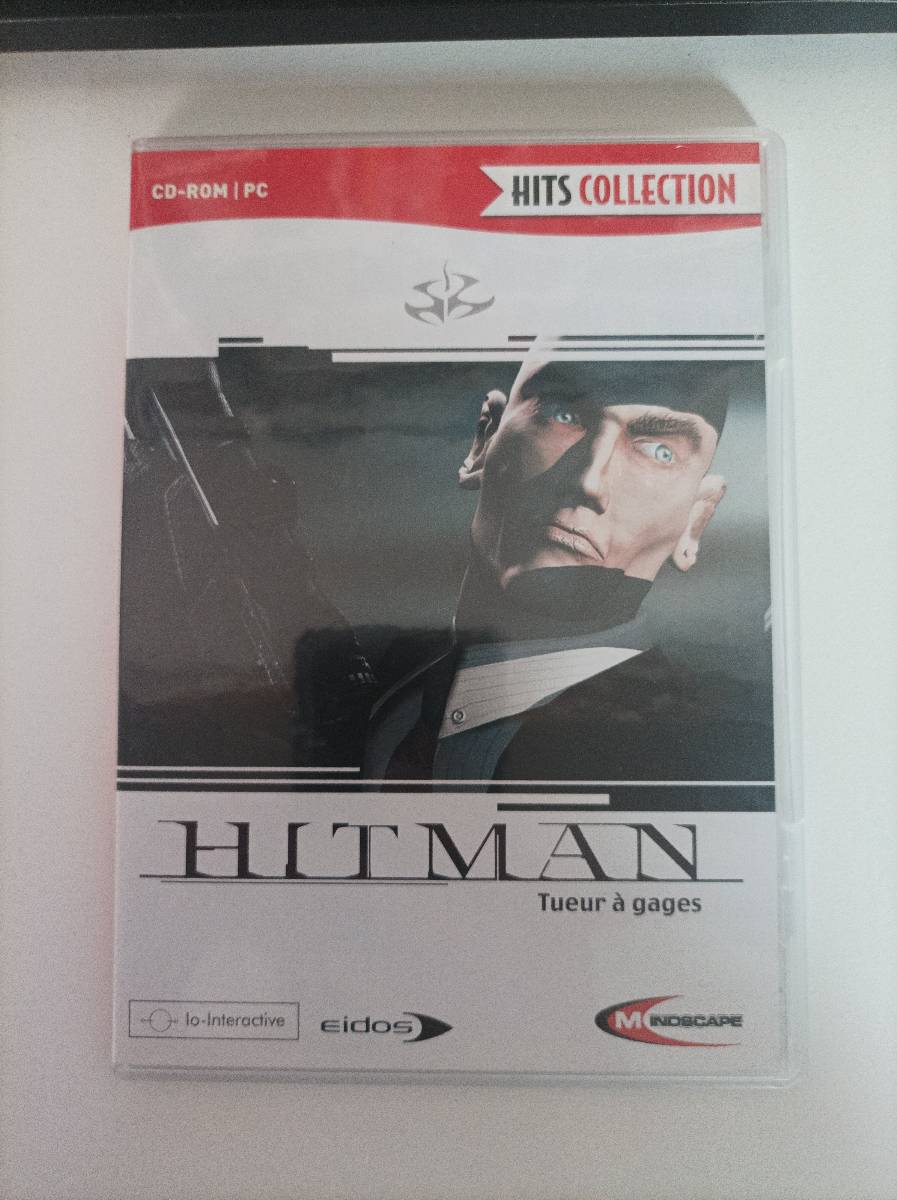 CD-ROM | PC
HITS COLLECTION
HITMAN
Tueur à gages
Io-Interactive
eidos
MINDSCAPE